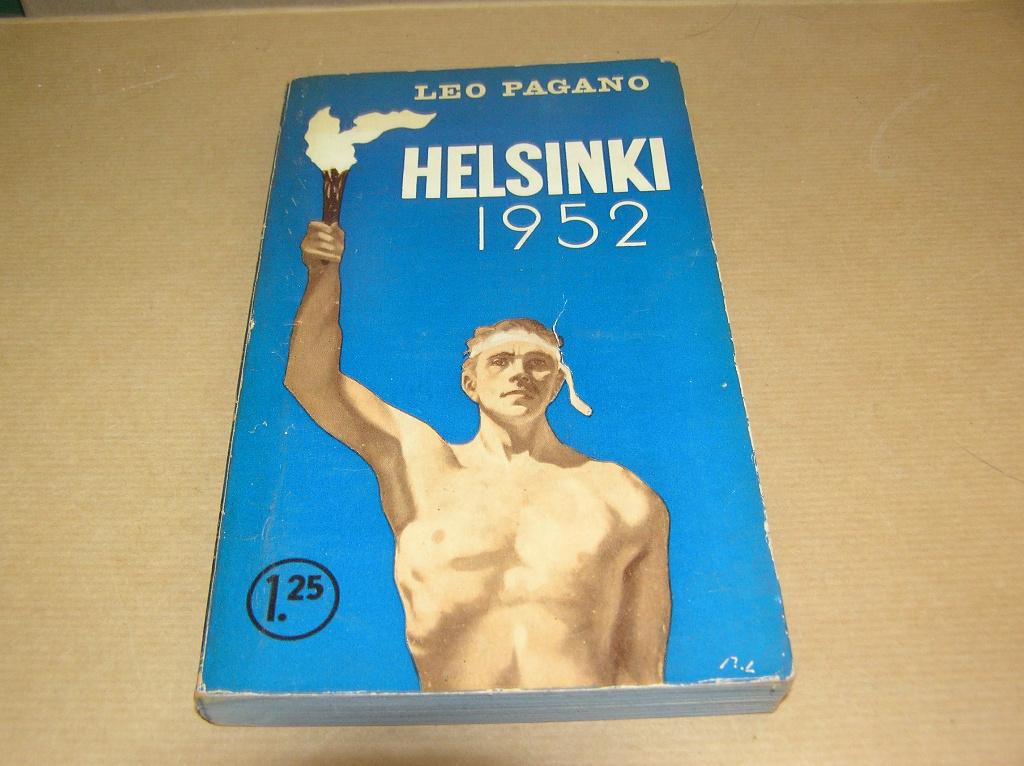 LEO PAGANO
HELSINKI
1952
1.25
R.L